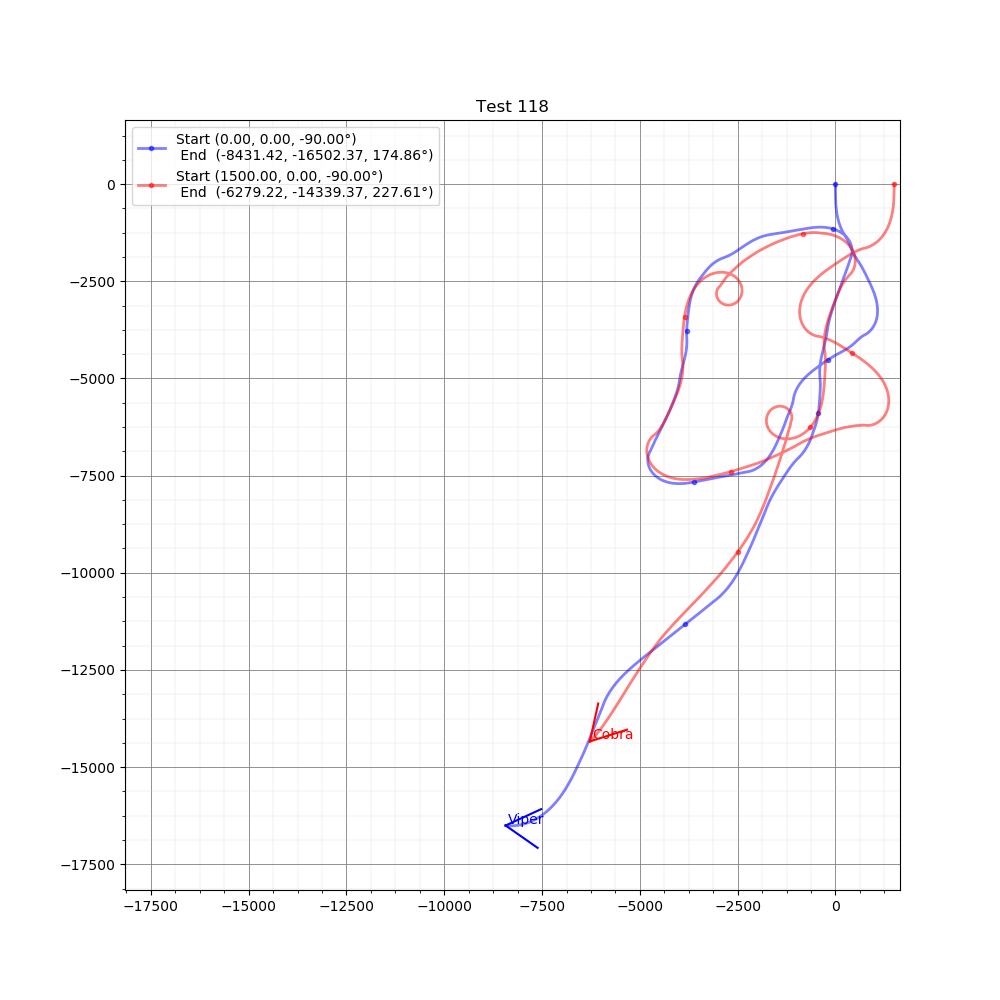 Test 118
Start (0.00, 0.00, -90.00°)
End  (-8431.42, -16502.37, 174.86°)
Start (1500.00, 0.00, -90.00°)
End  (-6279.22, -14339.37, 227.61°)
0
−2500
−5000
−7500
−10000
−12500
−15000
−17500
Cobra
Viper
−17500 −15000 −12500 −10000 −7500 −5000 −2500 0